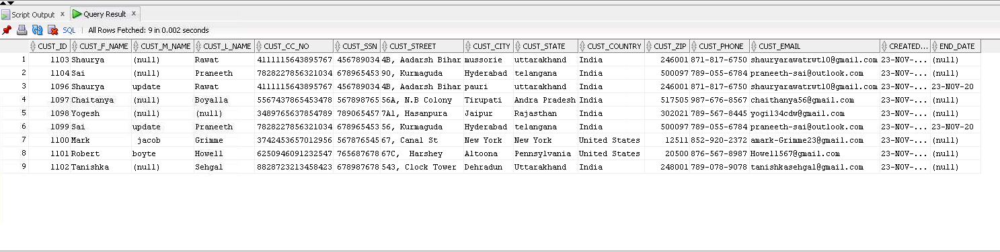 Script Output x Query Result x
SQL | All Rows Fetched: 9 in 0.002 seconds
CUST_ID CUST_F_NAME CUST_M_NAME CUST_L_NAME CUST_CC_NO CUST_SSN CUST_STREET CUST_CITY CUST_STATE CUST_COUNTRY CUST_ZIP CUST_PHONE CUST_EMAIL CREATED... END_DATE
1 1103 Shaurya (null) Rawat 4111115643895767 456789034 4B, Aadarsh Bihar mussorie uttarakhand India 246001 871-817-6750 shauryarawatrwt10@gmail.com 23-NOV-... (null)
2 1104 Sai (null) Praneeth 7828227856321034 678965453 90, Kurmaguda Hyderabad telangana India 500097 789-055-6784 praneeth-sai@outlook.com 23-NOV-... (null)
3 1096 Shaurya update Rawat 4111115643895767 456789034 4B, Aadarsh Bihar pauri uttarakhand India 246001 871-817-6750 shauryarawatrwt10@gmail.com 23-NOV-... 23-NOV-20
4 1097 Chaitanya (null) Boyalla 5567437865453478 567898765 56A, N.B Colony Tirupati Andra Pradesh India 517505 987-676-8567 chaithanya56@gmail.com 23-NOV-... (null)
5 1098 Yogesh (null) (null) 3489765637854789 789065457 7A1, Hasanpura Jaipur Rajasthan India 302021 789-567-8445 yogi134cdw@gmail.com 23-NOV-... (null)
6 1099 Sai update Praneeth 7828227856321034 678965453 56, Kurmaguda Hyderabad telangana India 500097 789-055-6784 praneeth-sai@outlook.com 23-NOV-... 23-NOV-20
7 1100 Mark jacob Grimme 3742453657012956 567876545 67, Canal St New York New York United States 12511 852-920-2372 amark-Grimme23@gmail.com 23-NOV-... (null)
8 1101 Robert boyte Howell 6250946091232547 765687678 67C, Harshey Altoona Pennsylvania United States 20500 876-567-8987 Howell567@gmail.com 23-NOV-... (null)
9 1102 Tanishka (null) Sehgal 8828723213458423 678987678 543, Clock Tower Dehradun Uttarakhand India 248001 789-078-9078 tanishkasehgal@gmail.com 23-NOV-... (null)